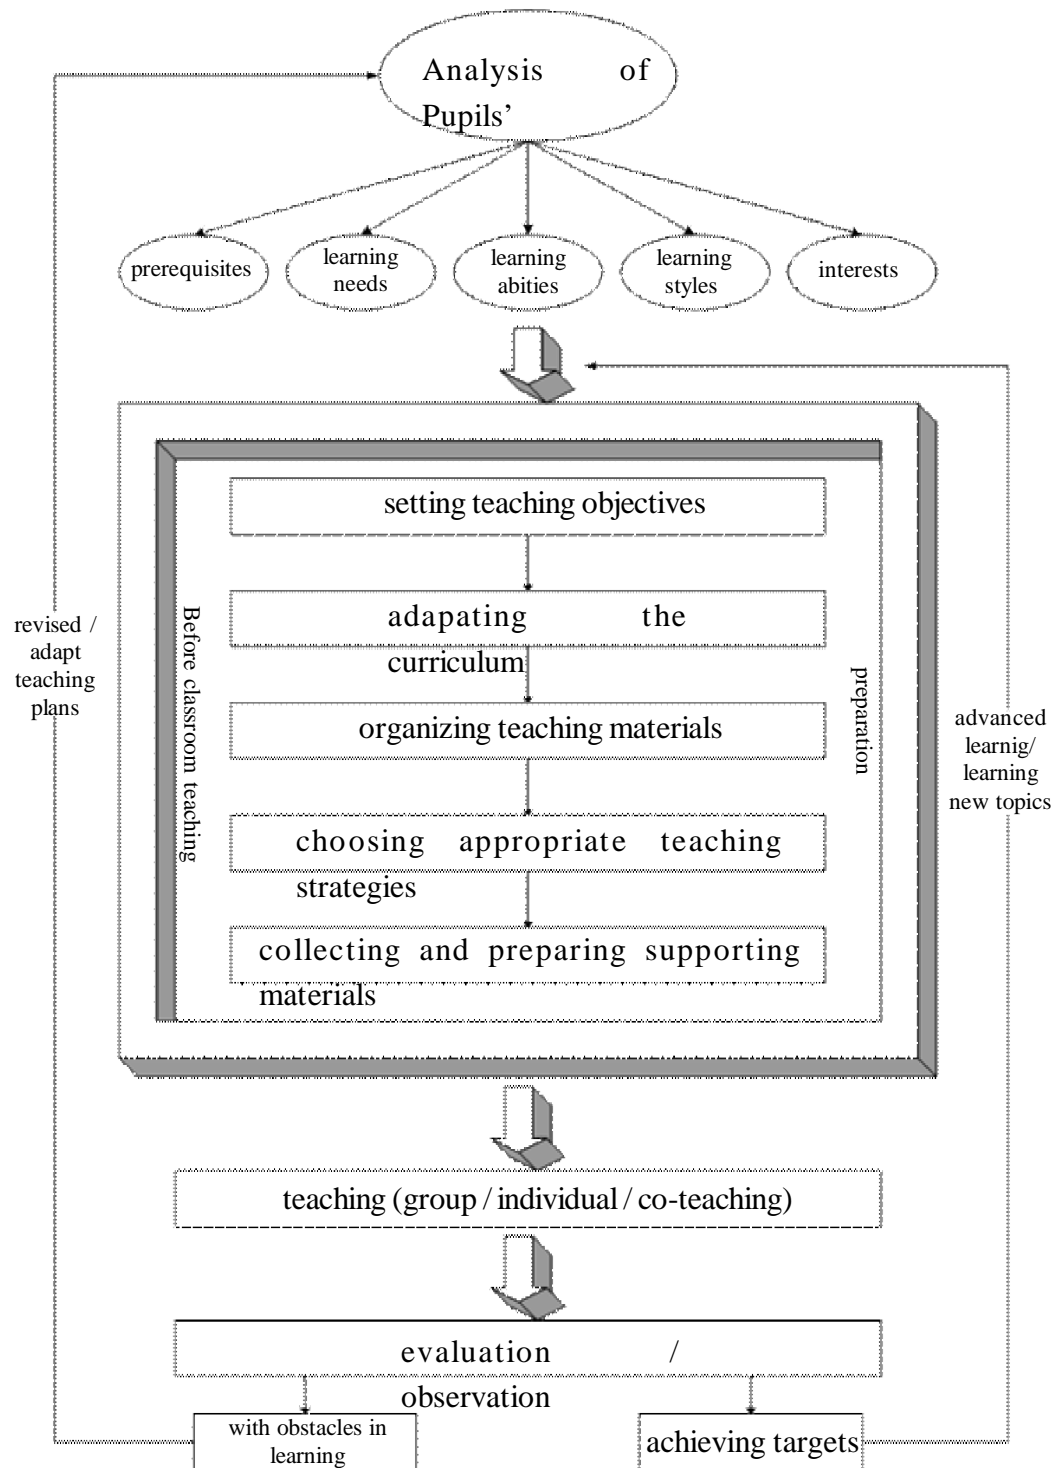 Analysis of
Pupils’
prerequisites
learning
needs
learning
abities
learning
styles
interests
setting teaching objectives
adapating the
curriculum
organizing teaching materials
choosing appropriate teaching
strategies
collecting and preparing supporting
materials
Before classroom teaching
preparation
revised /
adapt
teaching
plans
advanced
learnig/
learning
new topics
teaching (group / individual / co-teaching)
evaluation /
observation
with obstacles in
learning
achieving targets